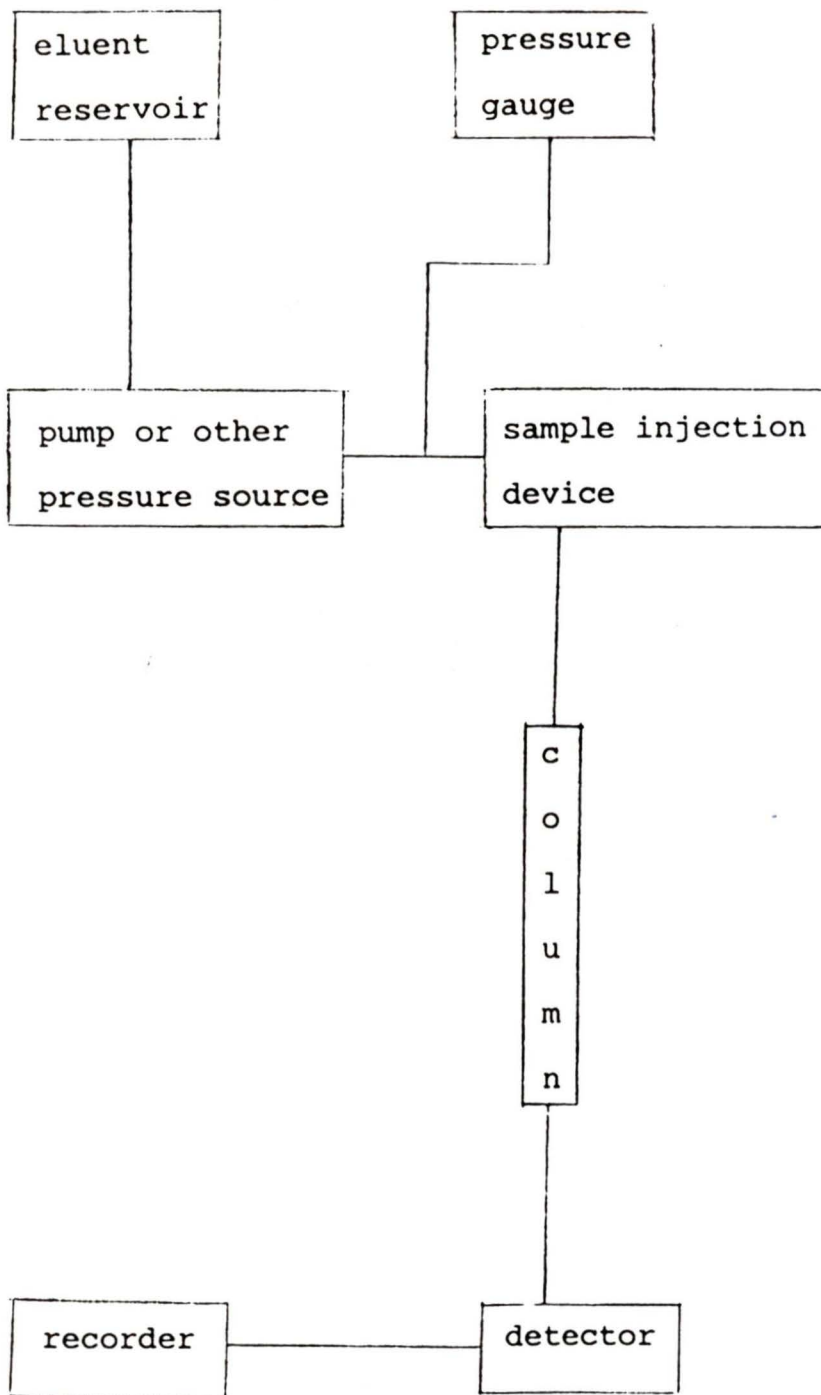 eluent
reservoir
pressure
gauge
pump or other
pressure source
sample injection
device
c
o
l
u
m
n
recorder
detector